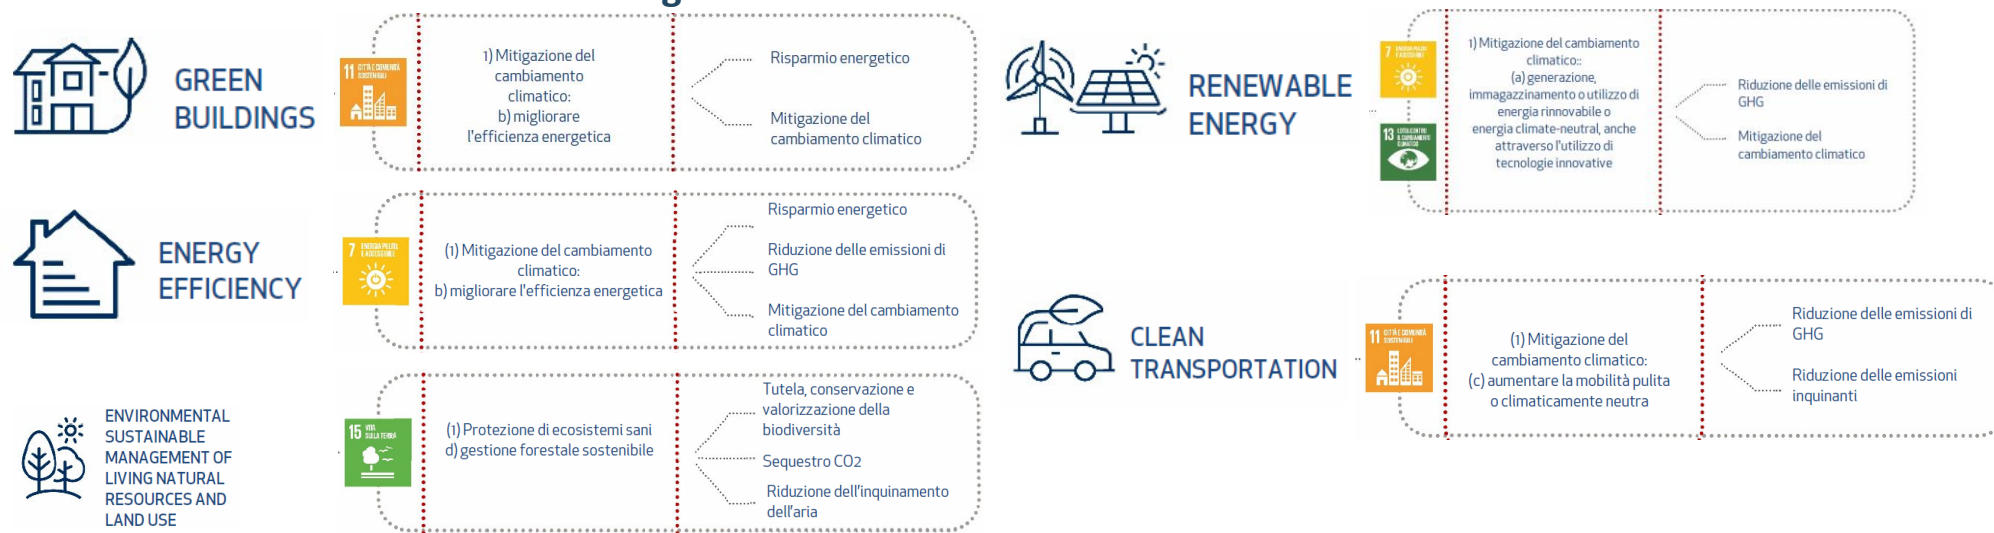 g
GREEN
BUILDINGS
11 CITTÀ E COMUNITÀ
SOSTENIBILI
1) Mitigazione del
cambiamento
climatico:
b) migliorare
l'efficienza energetica
Risparmio energetico
Mitigazione del
cambiamento climatico
ENERGY
EFFICIENCY
7 ENERGIA PULITA
E ACCESSIBILE
(1) Mitigazione del cambiamento
climatico:
b) migliorare l'efficienza energetica
Risparmio energetico
Riduzione delle emissioni di
GHG
Mitigazione del cambiamento
climatico
ENVIRONMENTAL
SUSTAINABLE
MANAGEMENT OF
LIVING NATURAL
RESOURCES AND
LAND USE
15 VITA
SULLA TERRA
(1) Protezione di ecosistemi sani
d) gestione forestale sostenibile
Tutela, conservazione e
valorizzazione della
biodiversità
Sequestro CO2
Riduzione dell'inquinamento
dell'aria
RENEWABLE
ENERGY
7 ENERGIA PULITA
E ACCESSIBILE
13 LOTTA CONTRO
IL CAMBIAMENTO
CLIMATICO
1) Mitigazione del cambiamento
climatico::
(a) generazione,
immagazzinamento o utilizzo di
energia rinnovabile o
energia climate-neutral, anche
attraverso l'utilizzo di
tecnologie innovative
Riduzione delle emissioni di
GHG
Mitigazione del
cambiamento climatico
CLEAN
TRANSPORTATION
11 CITTÀ E COMUNITÀ
SOSTENIBILI
(1) Mitigazione del
cambiamento climatico:
(c) aumentare la mobilità pulita
o climaticamente neutra
Riduzione delle emissioni di
GHG
Riduzione delle emissioni
inquinanti